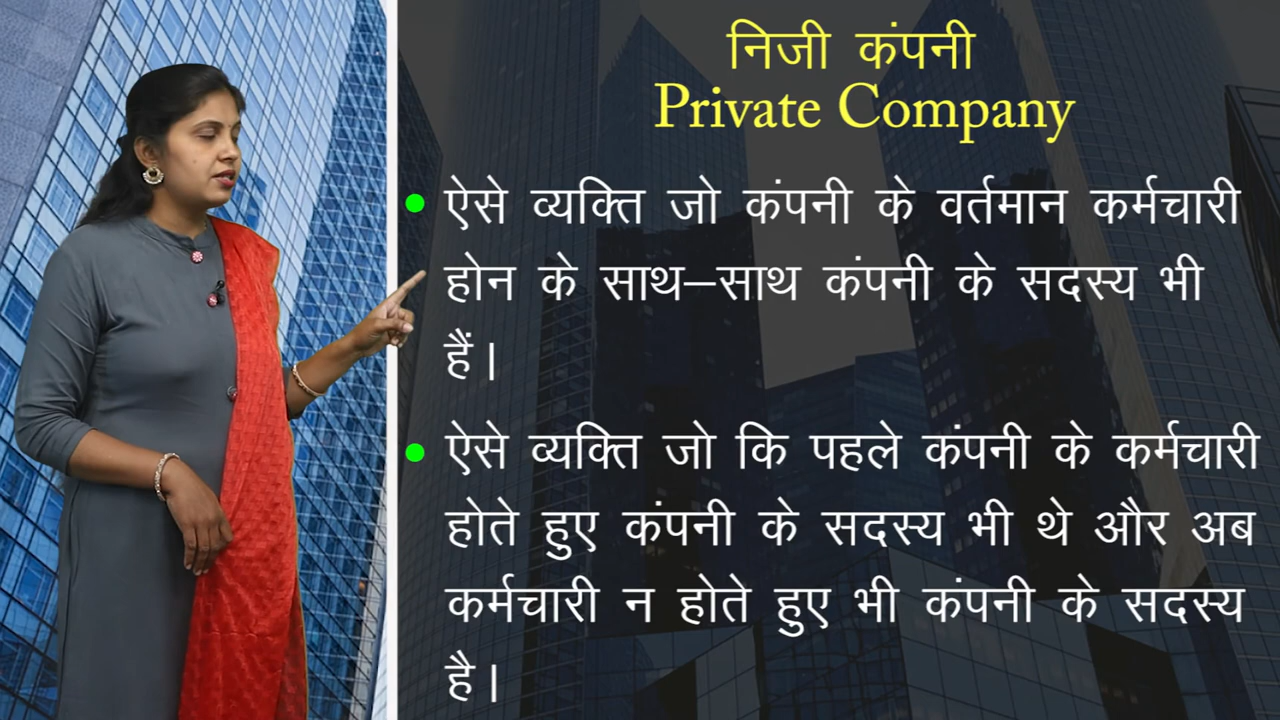 निजी कंपनी
Private Company
• ऐसे व्यक्ति जो कंपनी के वर्तमान कर्मचारी
होन के साथ–साथ कंपनी के सदस्य भी
हैं।
• ऐसे व्यक्ति जो कि पहले कंपनी के कर्मचारी
होते हुए कंपनी के सदस्य भी थे और अब
कर्मचारी न होते हुए भी कंपनी के सदस्य
है।